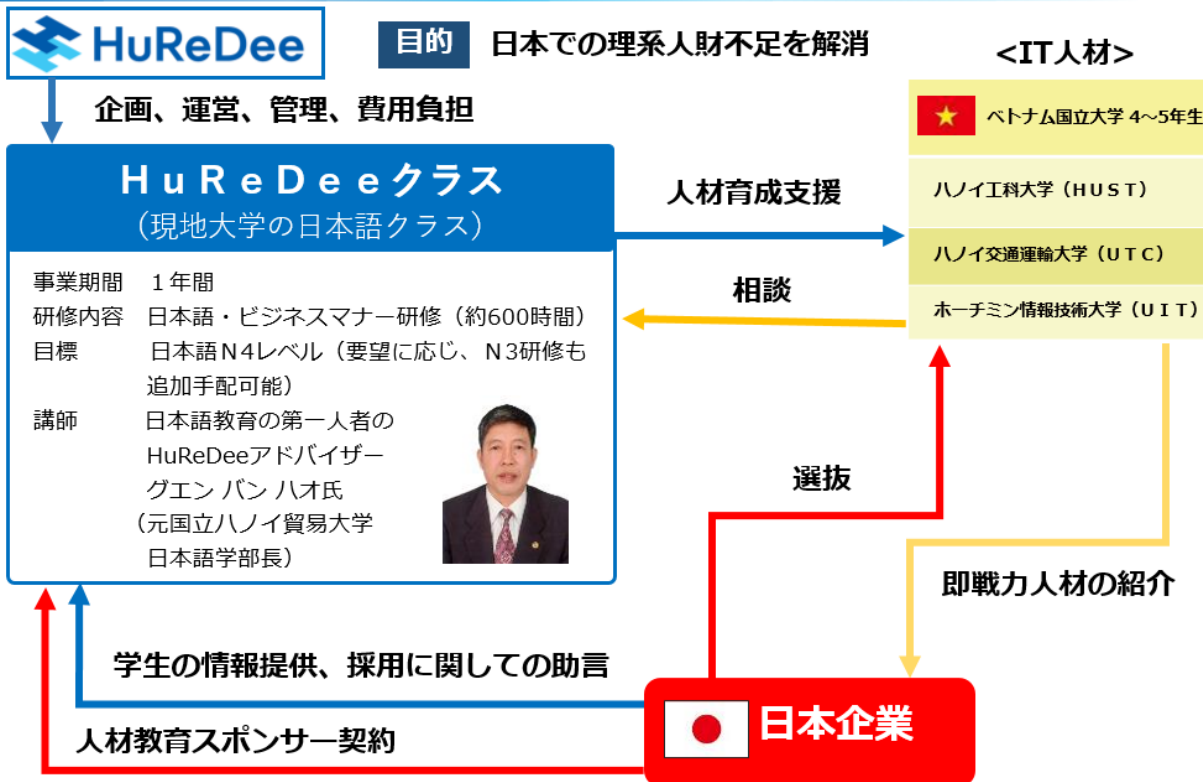 HuReDee
目的 日本での理系人財不足を解消
<IT人材>
企画、運営、管理、費用負担
ベトナム国立大学 4～5年生
ハノイ工科大学（HUST）
ハノイ交通運輸大学（UTC）
ホーチミン情報技術大学（UIT）
HuReDeeクラス
（現地大学の日本語クラス）
事業期間 １年間
研修内容 日本語・ビジネスマナー研修（約600時間）
目標 日本語N4レベル（要望に応じ、N3研修も
追加手配可能）
講師 日本語教育の第一人者の
HuReDeeアドバイザー
グエン バン ハオ氏
（元国立ハノイ貿易大学
日本語学部長）
人材育成支援
相談
選抜
即戦力人材の紹介
学生の情報提供、採用に関しての助言
人材教育スポンサー契約
日本企業